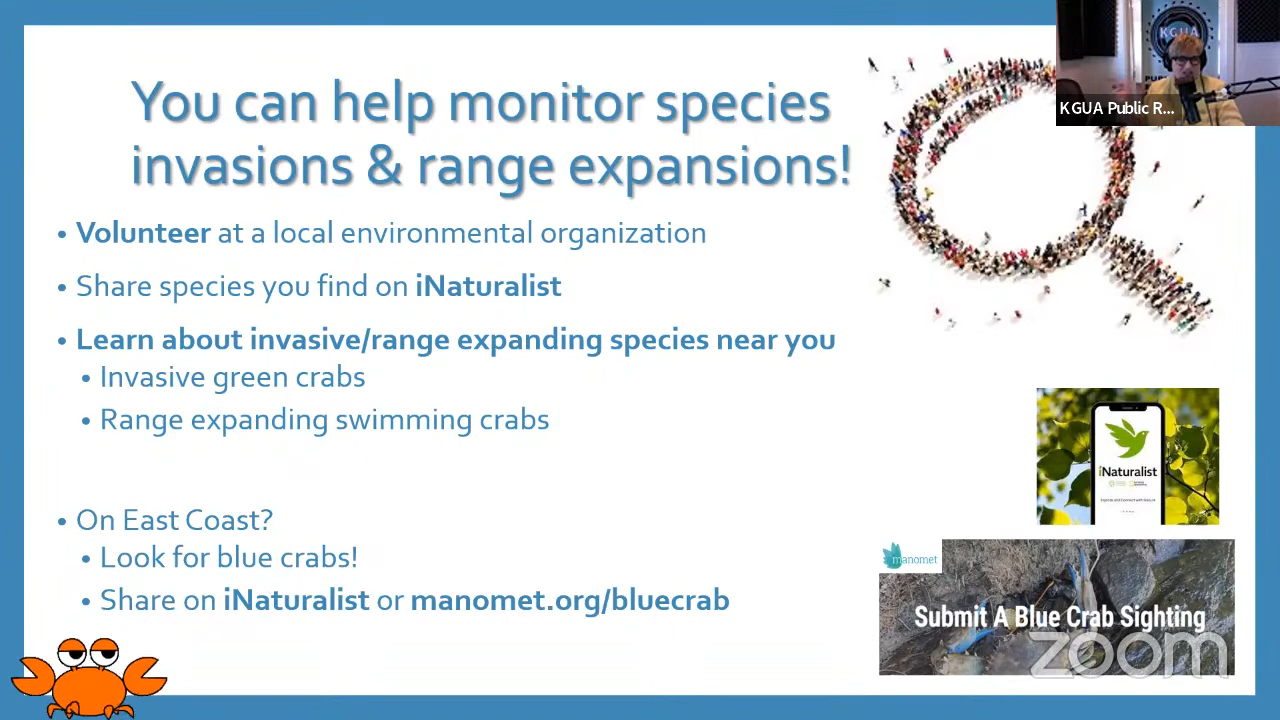 You can help monitor species
invasions & range expansions!
• Volunteer at a local environmental organization
• Share species you find on iNaturalist
• Learn about invasive/range expanding species near you
• Invasive green crabs
• Range expanding swimming crabs
• On East Coast?
• Look for blue crabs!
• Share on iNaturalist or manomet.org/bluecrab
KGUA
KGUA Public R...
iNaturalist
manomet
Submit A Blue Crab Sighting
zoom